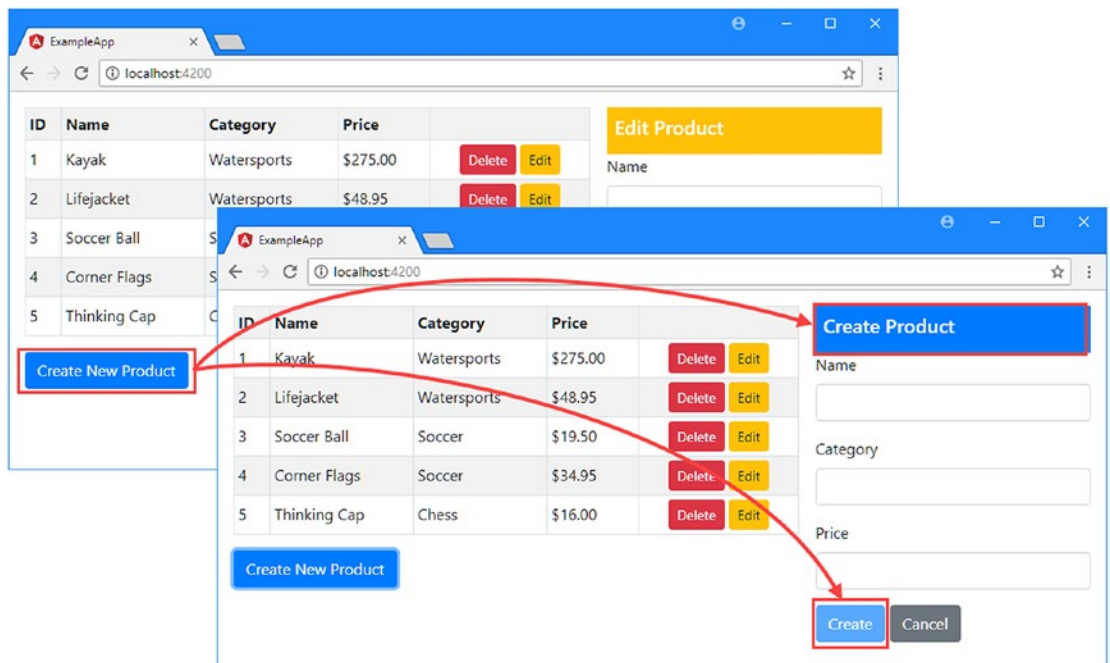 ExampleApp
localhost:4200
ID Name Category Price
1 Kayak Watersports $275.00 Delete Edit
2 Lifejacket Watersports $48.95 Delete Edit
3 Soccer Ball S
4 Corner Flags S
5 Thinking Cap C
Create New Product
Edit Product
Name
ExampleApp
localhost:4200
ID Name Category Price
1 Kayak Watersports $275.00 Delete Edit
2 Lifejacket Watersports $48.95 Delete Edit
3 Soccer Ball Soccer $19.50 Delete Edit
4 Corner Flags Soccer $34.95 Delete Edit
5 Thinking Cap Chess $16.00 Delete Edit
Create New Product
Create Product
Name
Category
Price
Create Cancel